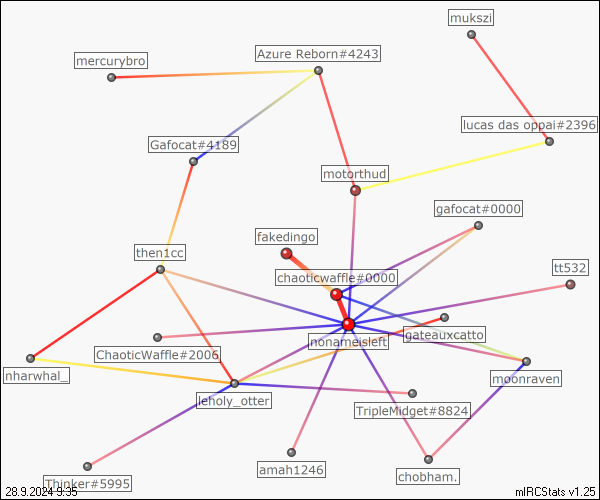 mukszi
Azure Reborn#4243
mercurybro
lucas das oppai#2396
Gafocat#4189
motorthud
gafocat#0000
fakedingo
then1cc
tt532
chaoticwaffle#0000
gateauxcatto
nonameisleft
ChaoticWaffle#2006
nharwhal_
moonraven
leholy_otter
TripleMidget#8824
amah1246
chobham.
Thinker#5995
28.9.2024 9:35
mIRCStats v1.25